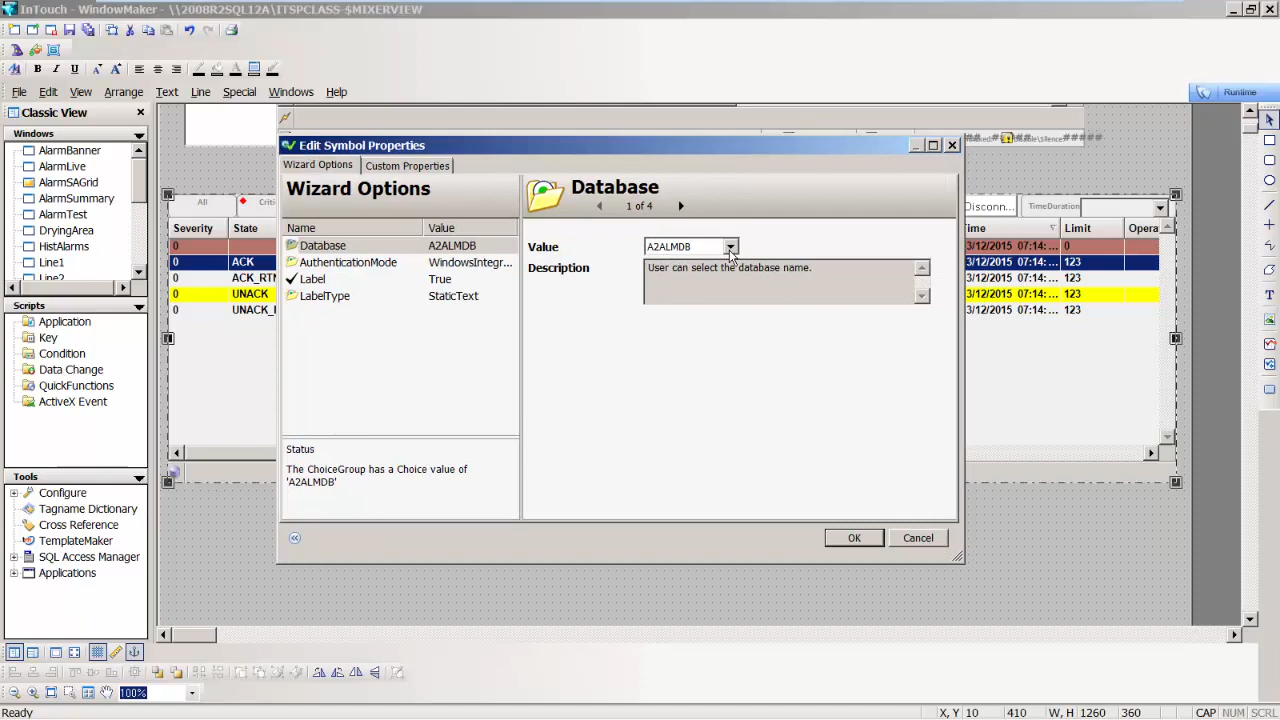 InTouch - WindowMaker - \\2008R2SQL12A\ITSPCLASS-$MIXERVIEW
B I U A A A
File Edit View Arrange Text Line Special Windows Help
Runtime
Classic View
Windows
AlarmBanner
AlarmLive
AlarmSAGrid
AlarmSummary
AlarmTest
DryingArea
HistAlarms
Line1
Line2
Scripts
Application
Key
Condition
Data Change
QuickFunctions
ActiveX Event
Tools
Configure
Tagname Dictionary
Cross Reference
TemplateMaker
SQL Access Manager
Applications
All
Severity State
0
0 ACK
0 ACK_RTN
0 UNACK
0
Disconn...
TimeDuration
Time Limit Opera
3/12/2015 07:14:... 0
3/12/2015 07:14:... 123
3/12/2015 07:14:... 123
3/12/2015 07:14:... 123
3/12/2015 07:14:... 123
Edit Symbol Properties
Wizard Options Custom Properties
Wizard Options
Name Value
Database A2ALMDB
AuthenticationMode WindowsIntegr...
Label True
LabelType StaticText
Status
The ChoiceGroup has a Choice value of
'A2ALMDB'
Database
1 of 4
Value A2ALMDB
Description User can select the database name.
OK Cancel
100%
Ready X, Y 10 410 W, H 1260 360 CAP NUM SCRL